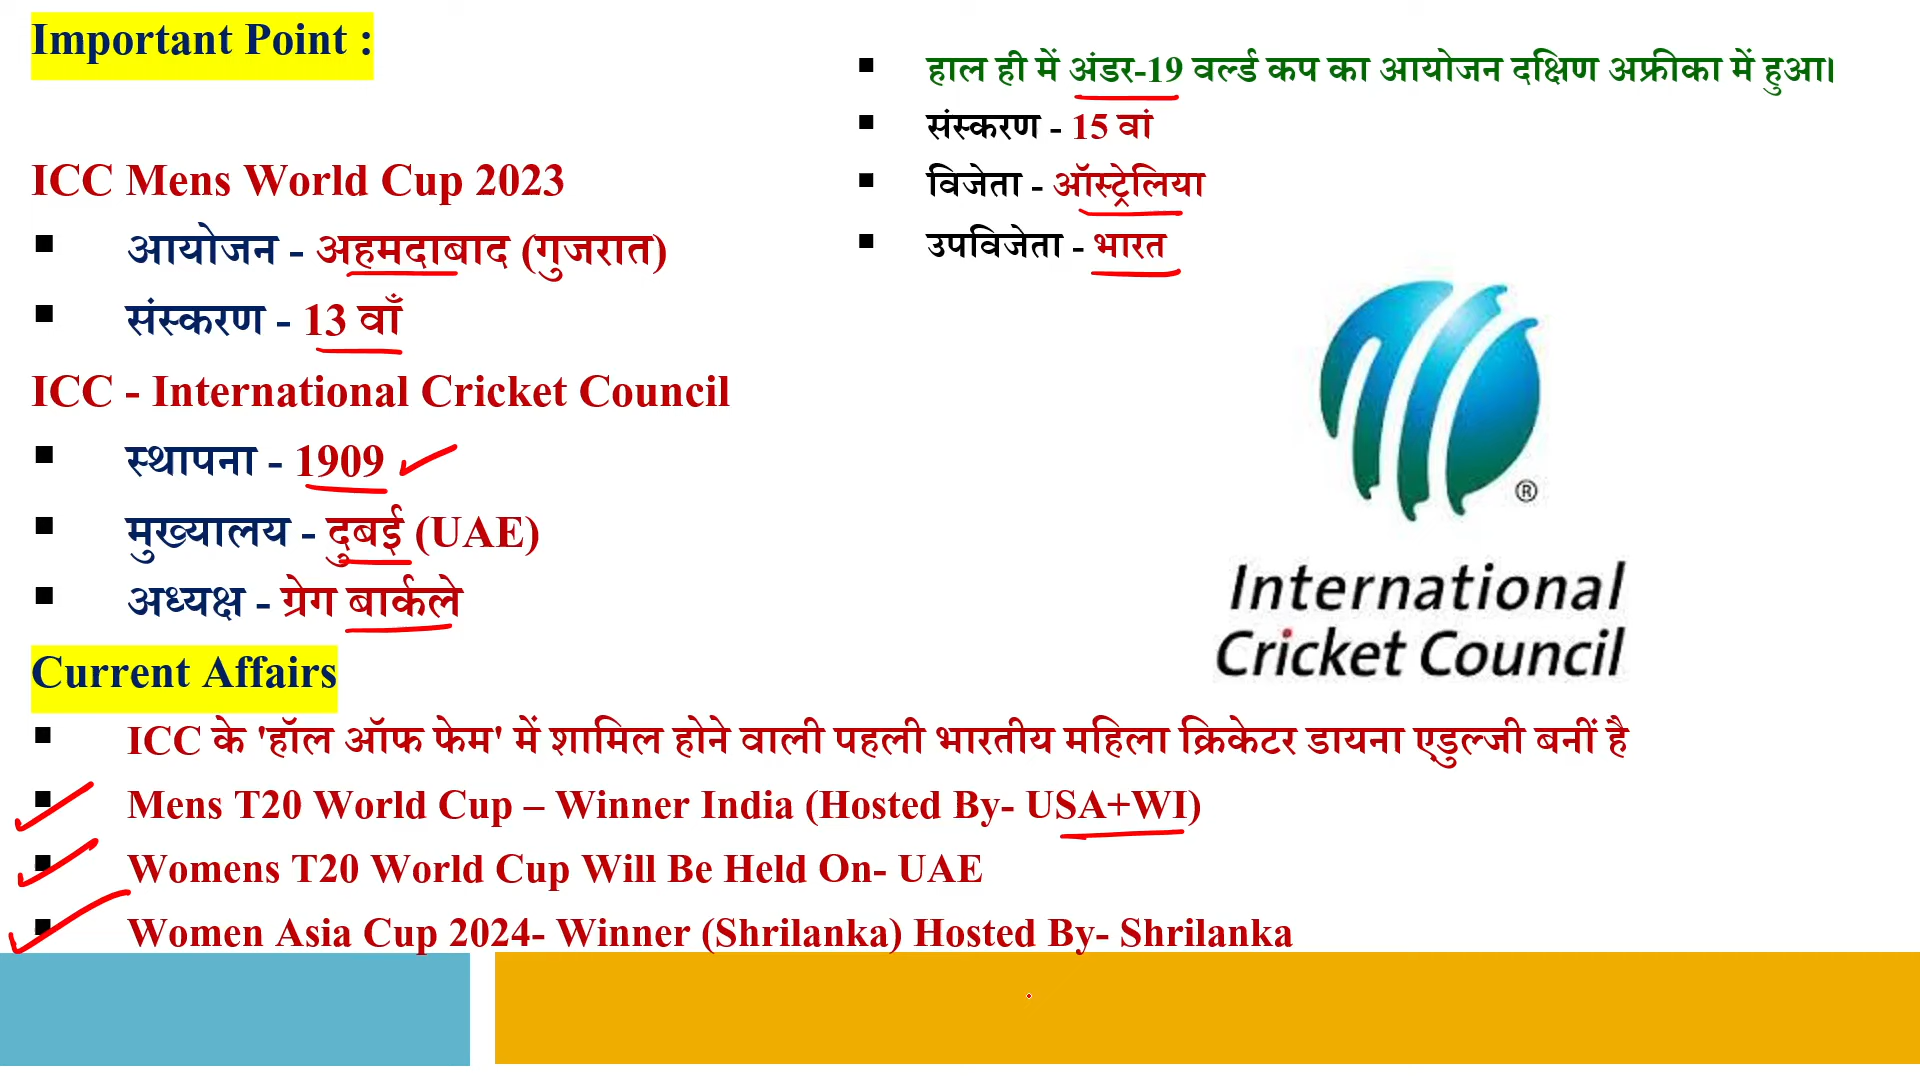 Important Point :
ICC Mens World Cup 2023
▪ आयोजन - अहमदाबाद (गुजरात)
▪ संस्करण - 13 वाँ
ICC - International Cricket Council
▪ स्थापना - 1909
▪ मुख्यालय - दुबई (UAE)
▪ अध्यक्ष - ग्रेग बार्कले
▪ हाल ही में अंडर-19 वर्ल्ड कप का आयोजन दक्षिण अफ्रीका में हुआ।
▪ संस्करण - 15 वां
▪ विजेता - ऑस्ट्रेलिया
▪ उपविजेता - भारत
®
International
Cricket Council
Current Affairs
▪ ICC के 'हॉल ऑफ फेम' में शामिल होने वाली पहली भारतीय महिला क्रिकेटर डायना एडुल्जी बनीं है
▪ Mens T20 World Cup – Winner India (Hosted By- USA+WI)
▪ Womens T20 World Cup Will Be Held On- UAE
▪ Women Asia Cup 2024- Winner (Shrilanka) Hosted By- Shrilanka